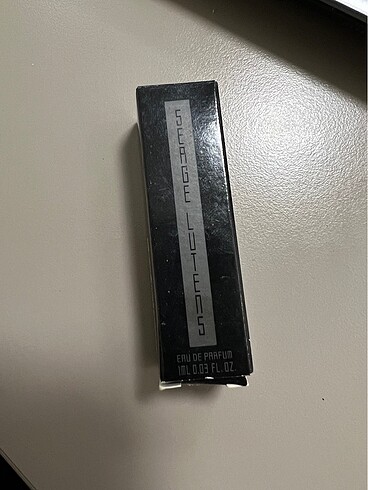 SERGE LUTENS
EAU DE PARFUM
1ML 0.03 FL. OZ.